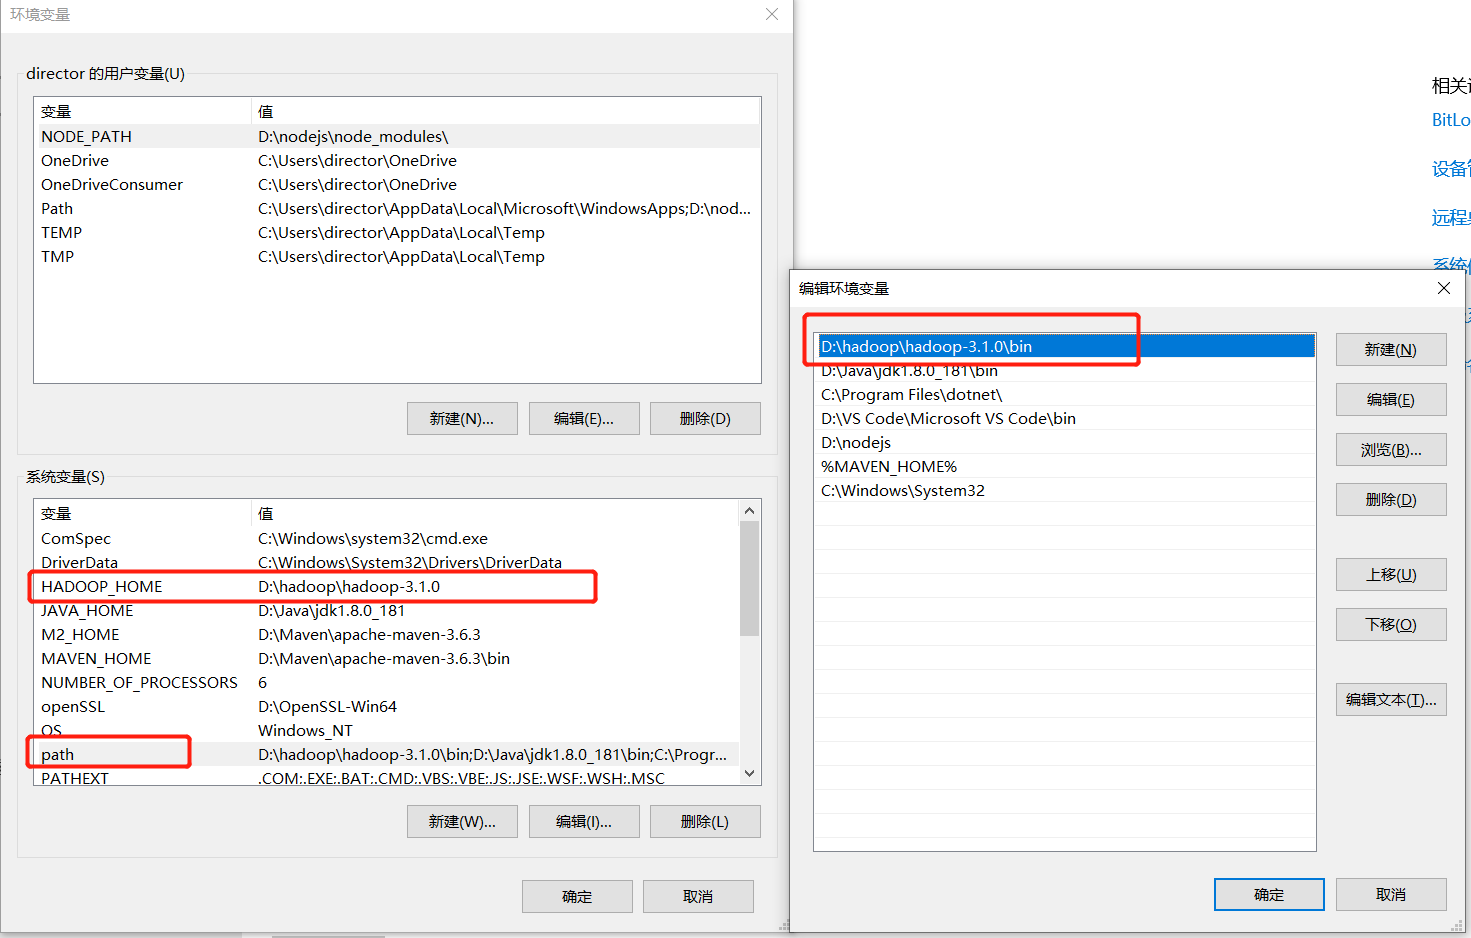 环境变量
director 的用户变量(U)
变量 值
NODE_PATH D:\nodejs\node_modules\
OneDrive C:\Users\director\OneDrive
OneDriveConsumer C:\Users\director\OneDrive
Path C:\Users\director\AppData\Local\Microsoft\WindowsApps;D:\nod...
TEMP C:\Users\director\AppData\Local\Temp
TMP C:\Users\director\AppData\Local\Temp
新建(N)... 编辑(E)... 删除(D)
系统变量(S)
变量 值
ComSpec C:\Windows\system32\cmd.exe
DriverData C:\Windows\System32\Drivers\DriverData
HADOOP_HOME D:\hadoop\hadoop-3.1.0
JAVA_HOME D:\Java\jdk1.8.0_181
M2_HOME D:\Maven\apache-maven-3.6.3
MAVEN_HOME D:\Maven\apache-maven-3.6.3\bin
NUMBER_OF_PROCESSORS 6
openSSL D:\OpenSSL-Win64
OS Windows_NT
path D:\hadoop\hadoop-3.1.0\bin;D:\Java\jdk1.8.0_181\bin;C:\Progr...
PATHEXT .COM;.EXE;.BAT;.CMD;.VBS;.VBE;.JS;.JSE;.WSF;.WSH;.MSC
新建(W)... 编辑(I)... 删除(L)
确定 取消
相关
BitLo
设备
远程
系统
编辑环境变量
D:\hadoop\hadoop-3.1.0\bin
D:\Java\jdk1.8.0_181\bin
C:\Program Files\dotnet\
D:\VS Code\Microsoft VS Code\bin
D:\nodejs
%MAVEN_HOME%
C:\Windows\System32
新建(N)
编辑(E)
浏览(B)...
删除(D)
上移(U)
下移(O)
编辑文本(T)...
确定 取消